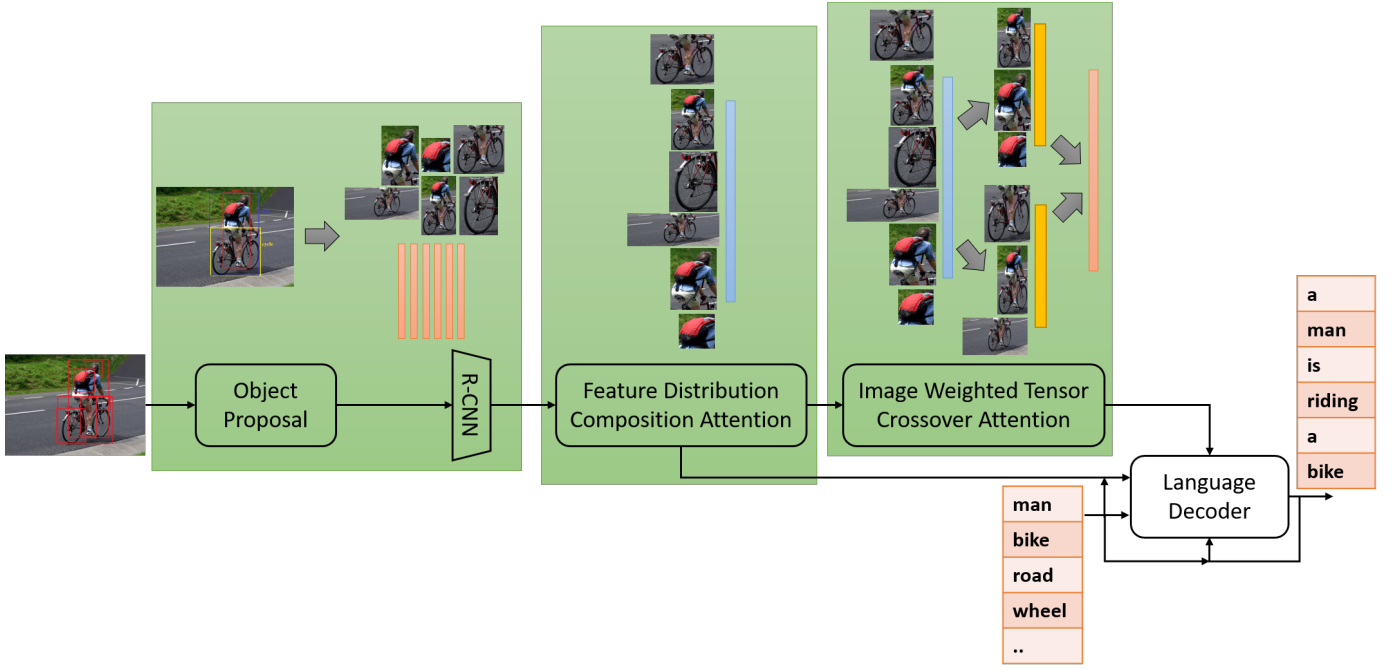 cycle
Object
Proposal
R-CNN
Feature Distribution
Composition Attention
Image Weighted Tensor
Crossover Attention
Language
Decoder
man
bike
road
wheel
..
a
man
is
riding
a
bike